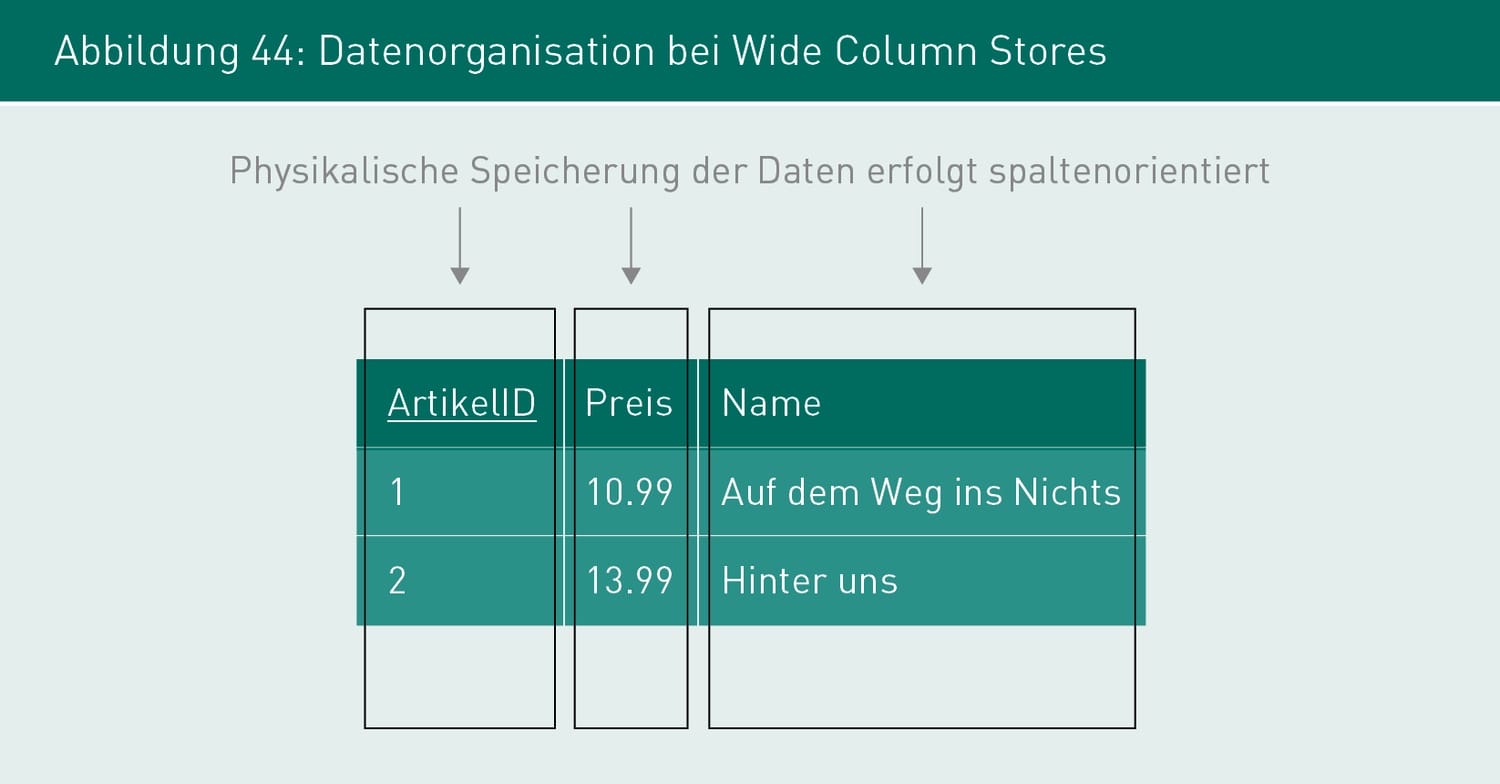 Abbildung 44: Datenorganisation bei Wide Column Stores
Physikalische Speicherung der Daten erfolgt spaltenorientiert
ArtikelID Preis Name
1 10.99 Auf dem Weg ins Nichts
2 13.99 Hinter uns